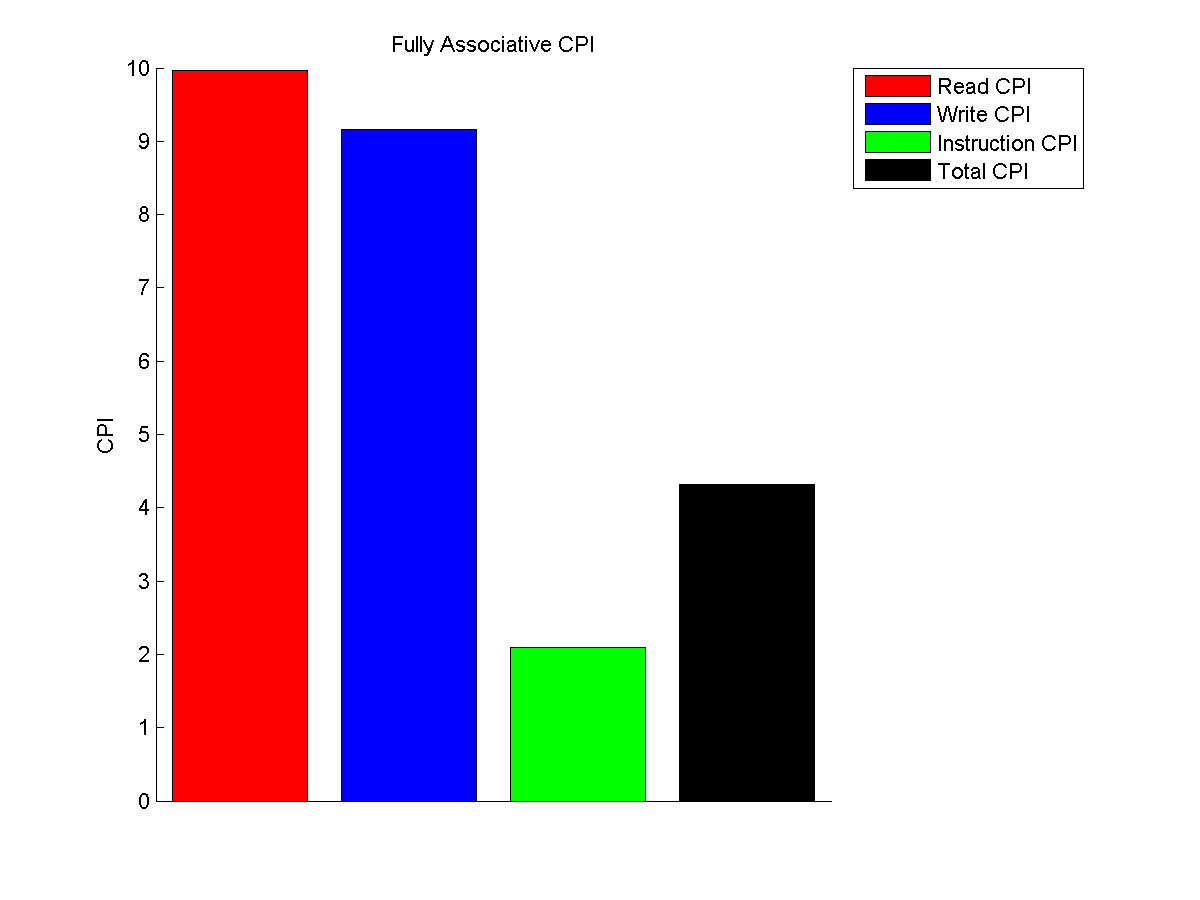 Fully Associative CPI
10
9
8
7
6
5
4
3
2
1
0
CPI
Read CPI
Write CPI
Instruction CPI
Total CPI